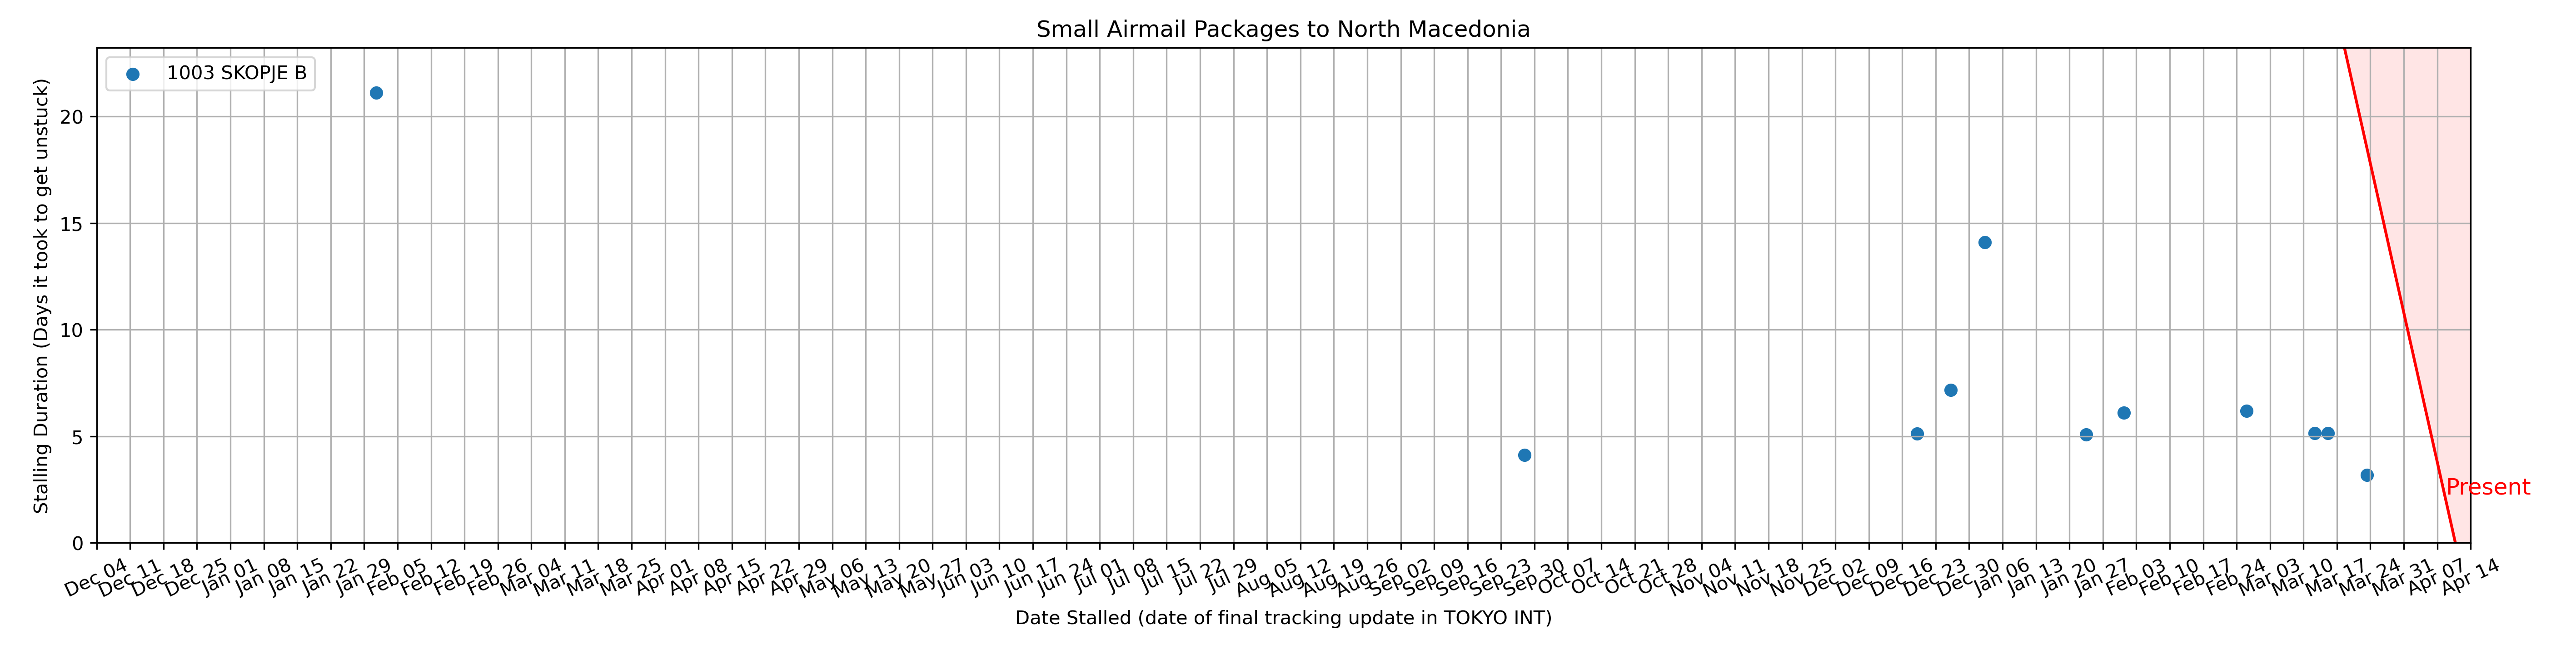 Small Airmail Packages to North Macedonia
1003 SKOPJE B
Stalling Duration (Days it took to get unstuck)
20
15
10
5
0
Present
Dec 04 Dec 11 Dec 18 Dec 25 Jan 01 Jan 08 Jan 15 Jan 22 Jan 29 Feb 05 Feb 12 Feb 19 Feb 26 Mar 04 Mar 11 Mar 18 Mar 25 Apr 01 Apr 08 Apr 15 Apr 22 Apr 29 May 06 May 13 May 20 May 27 Jun 03 Jun 10 Jun 17 Jun 24 Jul 01 Jul 08 Jul 15 Jul 22 Jul 29 Aug 05 Aug 12 Aug 19 Aug 26 Sep 02 Sep 09 Sep 16 Sep 23 Sep 30 Oct 07 Oct 14 Oct 21 Oct 28 Nov 04 Nov 11 Nov 18 Nov 25 Dec 02 Dec 09 Dec 16 Dec 23 Dec 30 Jan 06 Jan 13 Jan 20 Jan 27 Feb 03 Feb 10 Feb 17 Feb 24 Mar 03 Mar 10 Mar 17 Mar 24 Mar 31 Apr 07 Apr 14
Date Stalled (date of final tracking update in TOKYO INT)